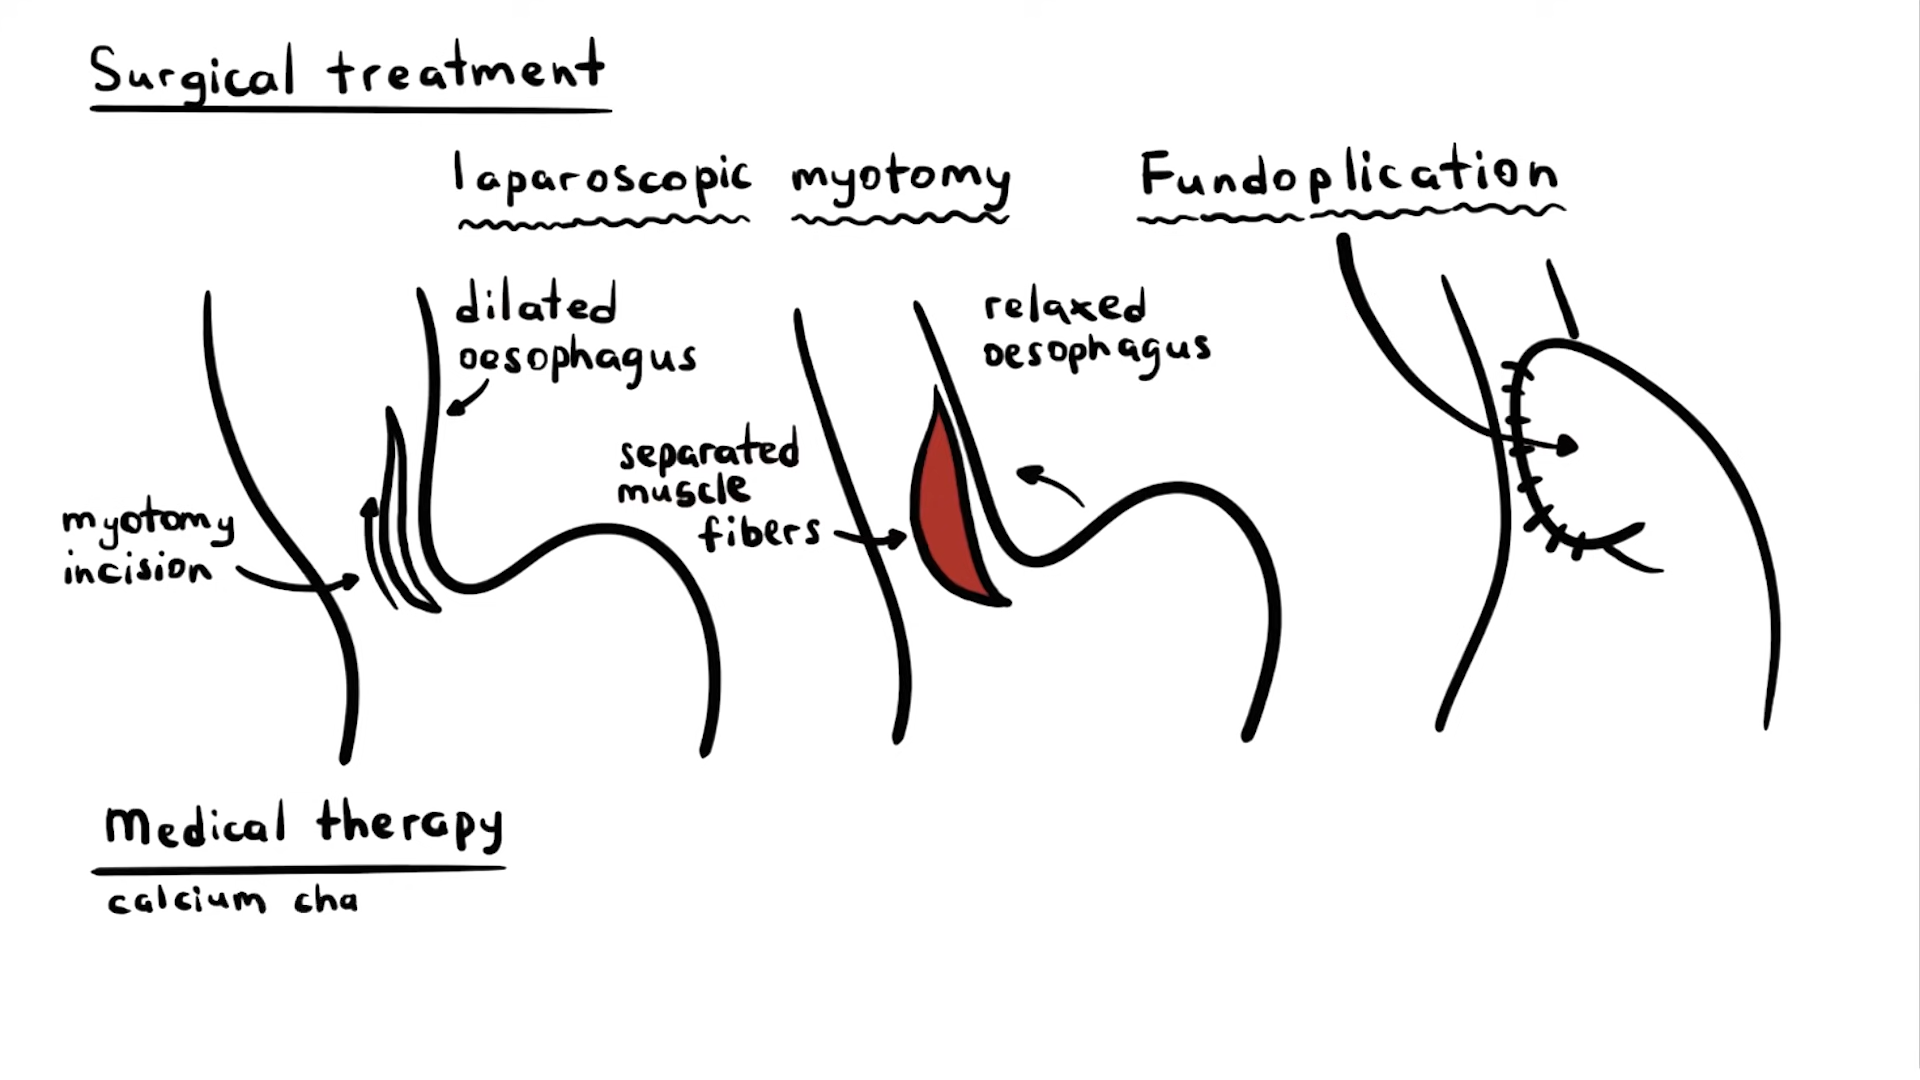 Surgical treatment
laparoscopic myotomy
Fundoplication
dilated
oesophagus
relaxed
oesophagus
separated
muscle
fibers
myotomy
incision
Medical therapy
calcium cha